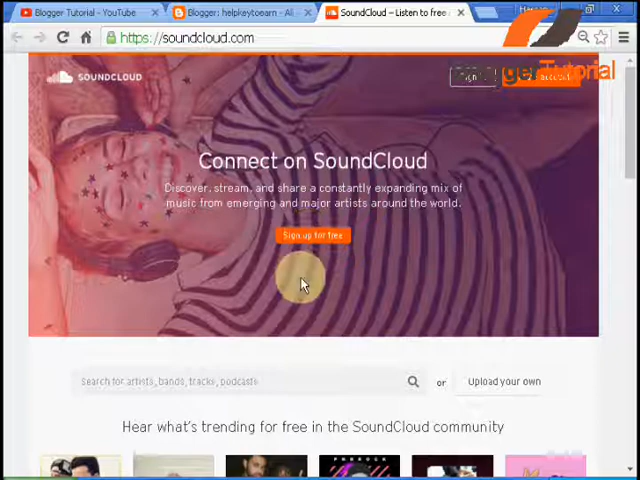 Blogger Tutorial - YouTube
Blogger: helpkeytoearn - All
SoundCloud – Listen to free
https://soundcloud.com
Tutorial
SOUNDCLOUD
Connect on SoundCloud
Discover, stream, and share a constantly expanding mix of
music from emerging and major artists around the world.
Sign up for free
Search for artists, bands, tracks, podcasts
or
Upload your own
Hear what's trending for free in the SoundCloud community